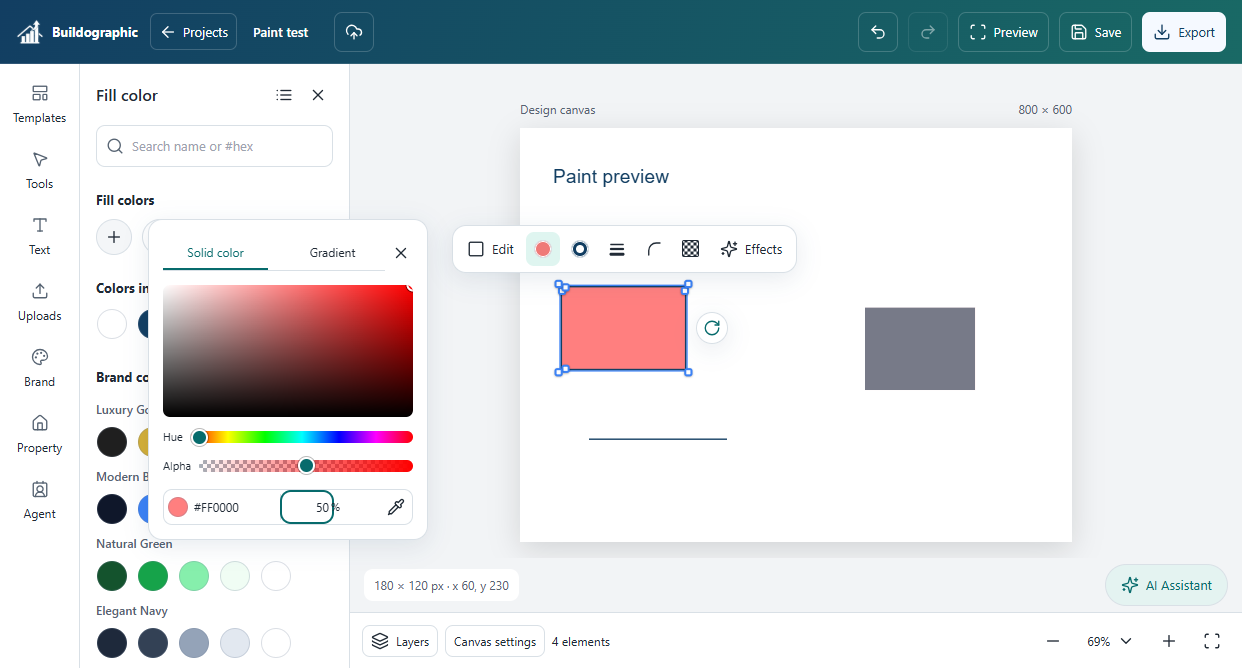 Buildographic
Projects
Paint test
Preview
Save
Export
Templates
Tools
Text
Uploads
Brand
Property
Agent
Fill color
Search name or #hex
Fill colors
Colors in
Brand co
Luxury Go
Modern B
Natural Green
Elegant Navy
Solid color
Gradient
Hue
Alpha
#FF0000
50 %
Design canvas
800 × 600
Paint preview
Edit
Effects
180 × 120 px · x 60, y 230
AI Assistant
Layers
Canvas settings
4 elements
69%